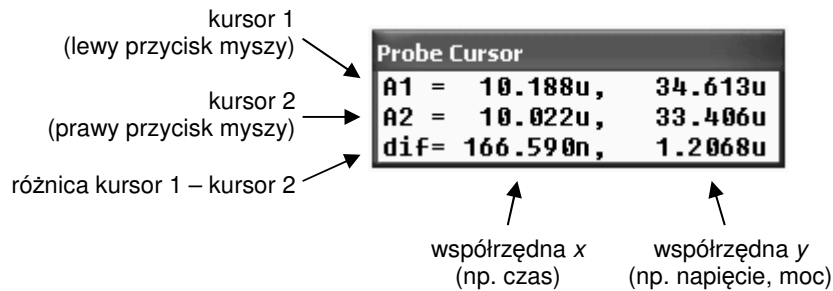 kursor 1
(lewy przycisk myszy)
kursor 2
(prawy przycisk myszy)
różnica kursor 1 – kursor 2
Probe Cursor
A1 = 10.188u, 34.613u
A2 = 10.022u, 33.406u
dif= 166.590n, 1.2068u
współrzędna x
(np. czas)
współrzędna y
(np. napięcie, moc)